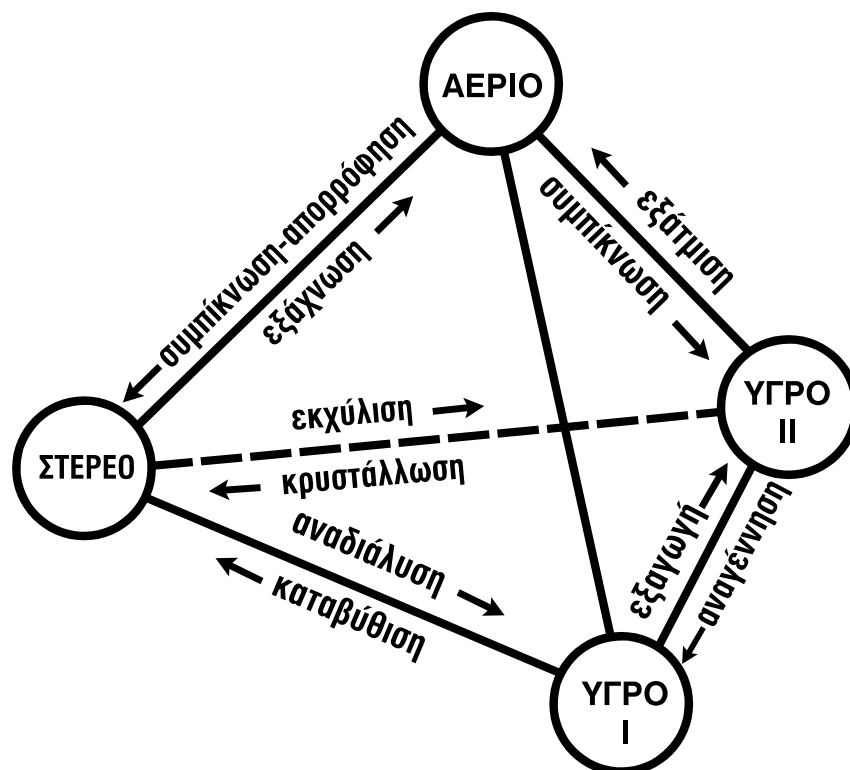 ΑΕΡΙΟ
συμπίκνωση-απορρόφηση
εξάχνωση
συμπίκνωση
εξάτμιση
ΥΓΡΟ
II
ΣΤΕΡΕΟ
εκχύλιση
κρυστάλλωση
αναδιάλυση
καταβύθιση
εξαγωγή
αναγέννηση
ΥΓΡΟ
I